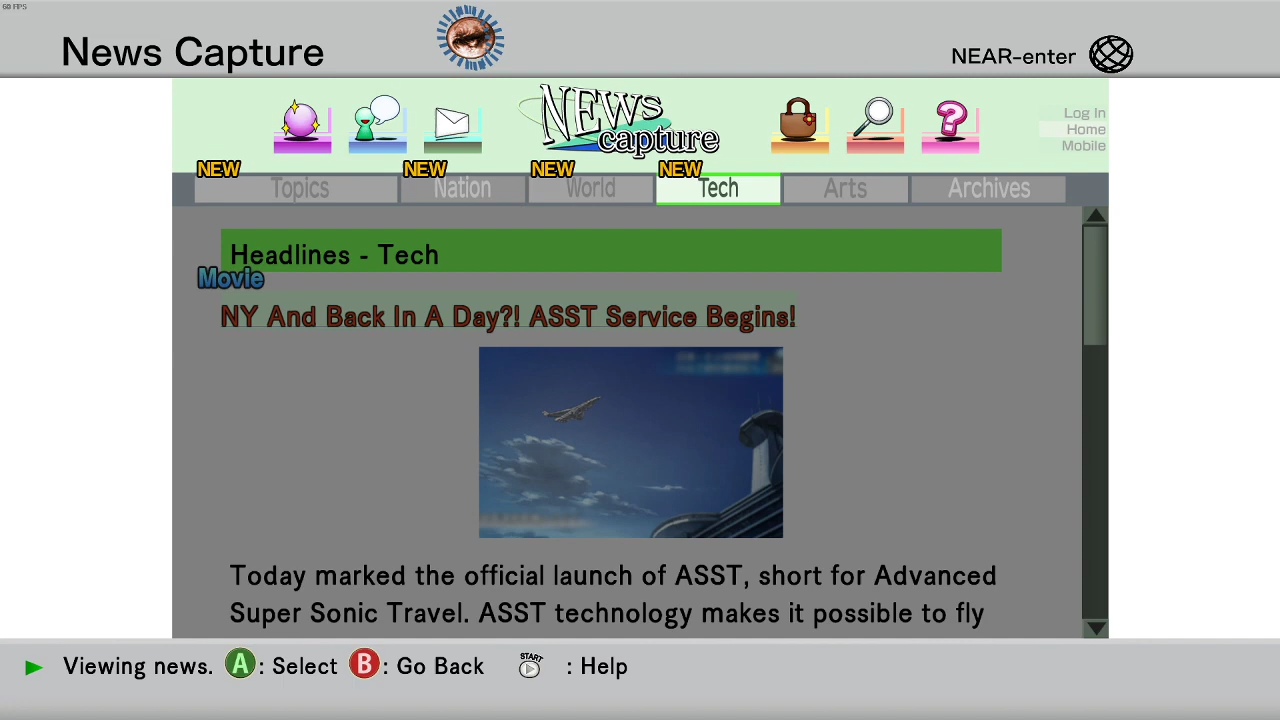 60 FPS
News Capture
NEAR-enter
NEWS
capture
Log In
Home
Mobile
NEW
NEW
NEW
NEW
Topics
Nation
World
Tech
Arts
Archives
Headlines - Tech
Movie
NY And Back In A Day?! ASST Service Begins!
Today marked the official launch of ASST, short for Advanced
Super Sonic Travel. ASST technology makes it possible to fly
Viewing news. A : Select B : Go Back START : Help